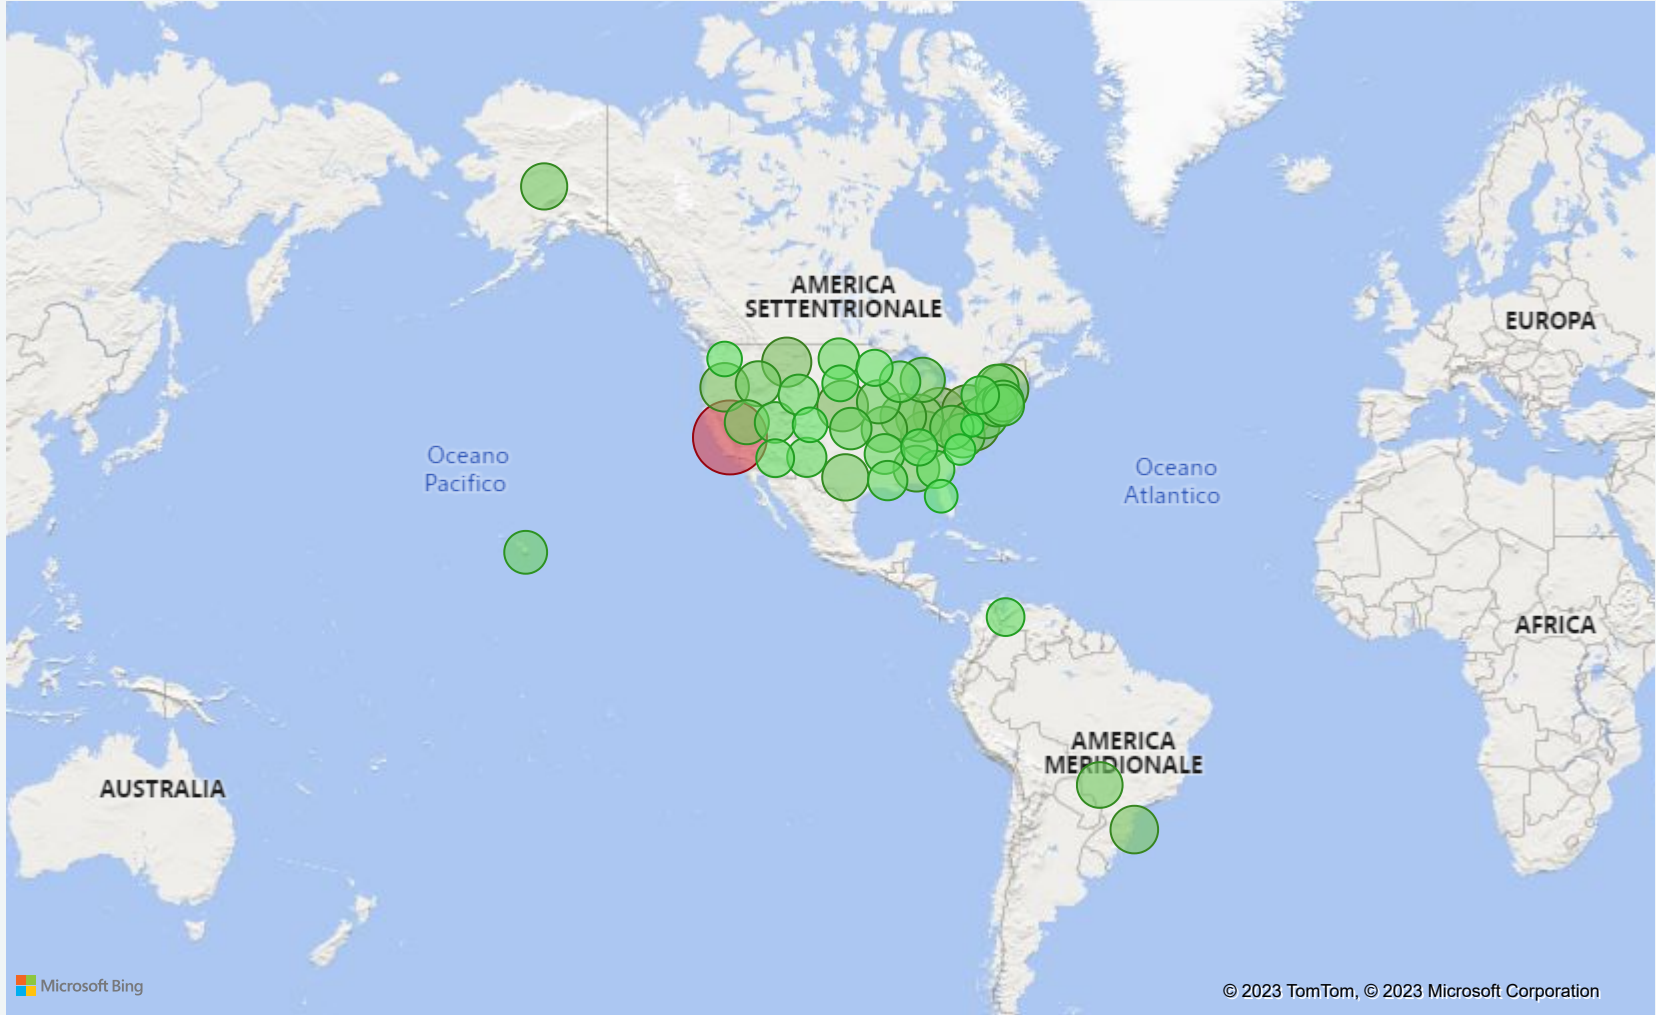 AMERICA
SETTENTRIONALE
EUROPA
Oceano
Pacifico
Oceano
Atlantico
AFRICA
AMERICA
MERIDIONALE
AUSTRALIA
Microsoft Bing
© 2023 TomTom, © 2023 Microsoft Corporation